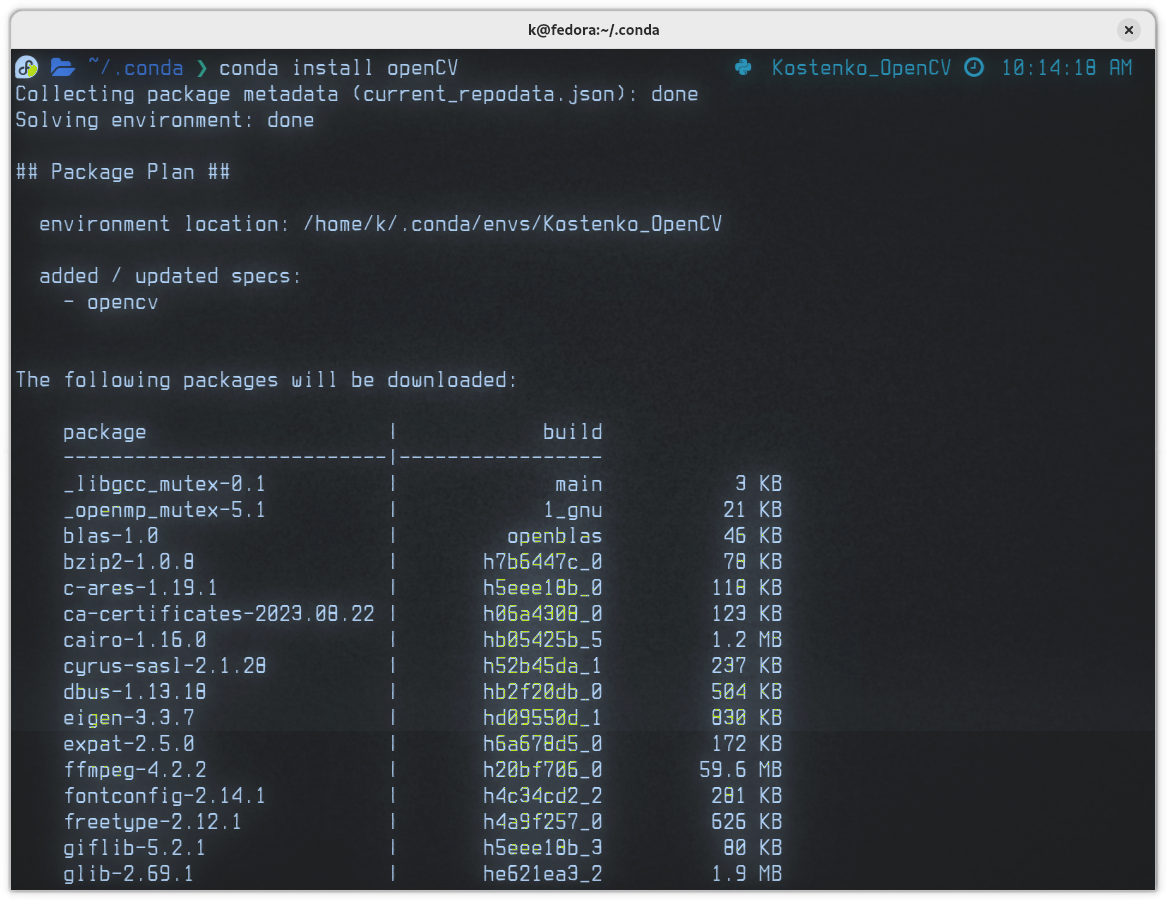 k@fedora:~/.conda
~/.conda ❯ conda install openCV Kostenko_OpenCV 10:14:18 AM
Collecting package metadata (current_repodata.json): done
Solving environment: done
## Package Plan ##
environment location: /home/k/.conda/envs/Kostenko_OpenCV
added / updated specs:
- opencv
The following packages will be downloaded:
package | build
---------------------------|-----------------
_libgcc_mutex-0.1 | main 3 KB
_openmp_mutex-5.1 | 1_gnu 21 KB
blas-1.0 | openblas 46 KB
bzip2-1.0.8 | h7b6447c_0 78 KB
c-ares-1.19.1 | h5eee18b_0 118 KB
ca-certificates-2023.08.22 | h06a4308_0 123 KB
cairo-1.16.0 | hb05425b_5 1.2 MB
cyrus-sasl-2.1.28 | h52b45da_1 237 KB
dbus-1.13.18 | hb2f20db_0 504 KB
eigen-3.3.7 | hd09550d_1 830 KB
expat-2.5.0 | h6a678d5_0 172 KB
ffmpeg-4.2.2 | h20bf706_0 59.6 MB
fontconfig-2.14.1 | h4c34cd2_2 281 KB
freetype-2.12.1 | h4a9f257_0 626 KB
giflib-5.2.1 | h5eee18b_3 80 KB
glib-2.69.1 | he621ea3_2 1.9 MB